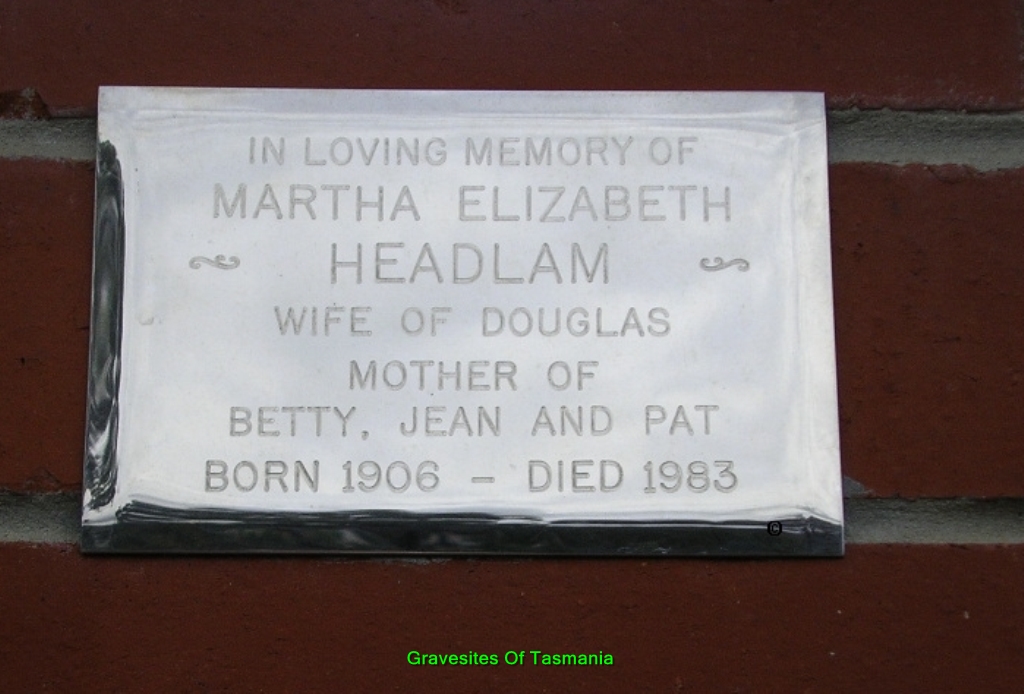 IN LOVING MEMORY OF
MARTHA ELIZABETH
HEADLAM
WIFE OF DOUGLAS
MOTHER OF
BETTY, JEAN AND PAT
BORN 1906 – DIED 1983
©
Gravesites Of Tasmania